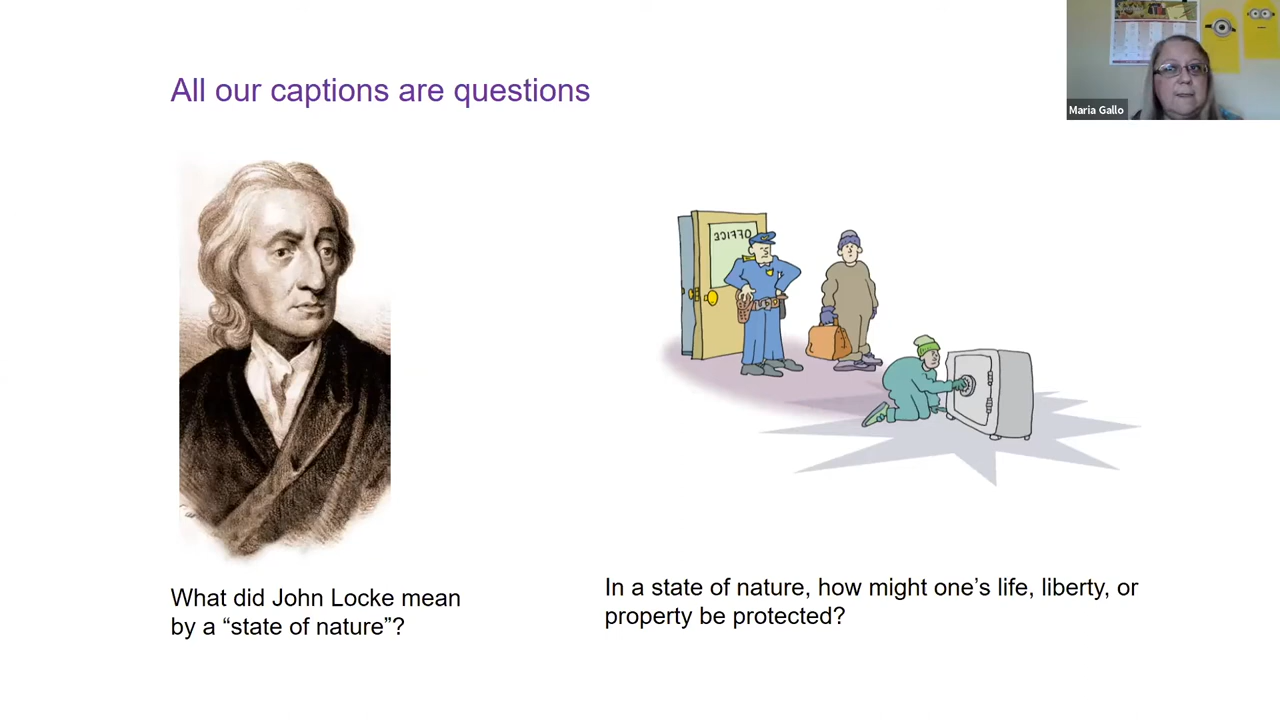 All our captions are questions
Maria Gallo
OFFICE
What did John Locke mean
by a “state of nature”?
In a state of nature, how might one’s life, liberty, or
property be protected?